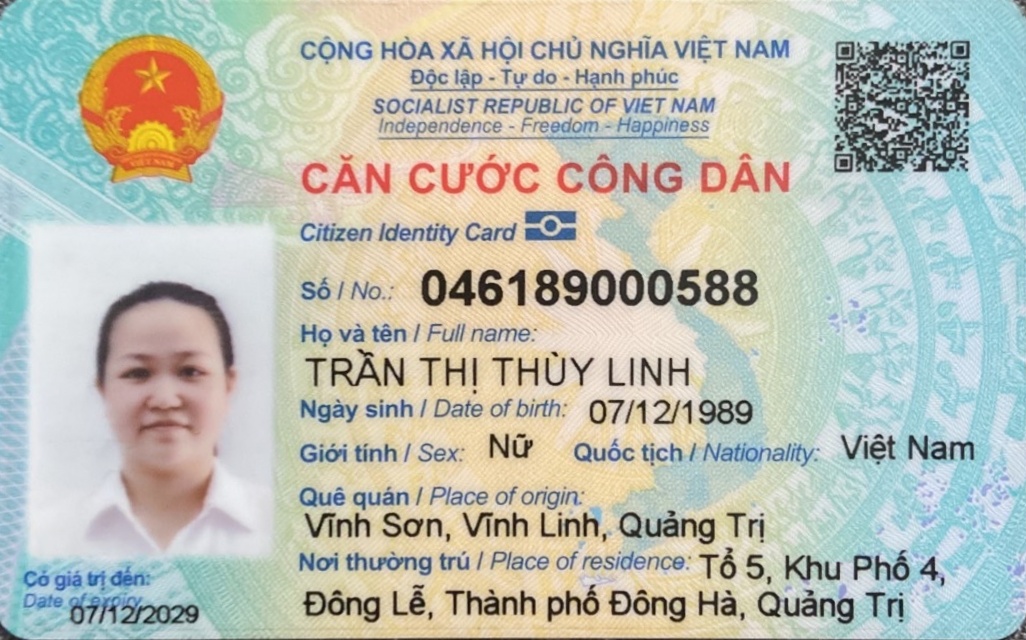 CỘNG HÒA XÃ HỘI CHỦ NGHĨA VIỆT NAM
Độc lập - Tự do - Hạnh phúc
SOCIALIST REPUBLIC OF VIET NAM
Independence - Freedom - Happiness
CĂN CƯỚC CÔNG DÂN
Citizen Identity Card
Số / No.: 046189000588
Họ và tên / Full name:
TRẦN THỊ THÙY LINH
Ngày sinh / Date of birth: 07/12/1989
Giới tính / Sex: Nữ Quốc tịch / Nationality: Việt Nam
Quê quán / Place of origin:
Vĩnh Sơn, Vĩnh Linh, Quảng Trị
Nơi thường trú / Place of residence: Tổ 5, Khu Phố 4,
Đông Lễ, Thành phố Đông Hà, Quảng Trị
Có giá trị đến:
Date of expiry
07/12/2029
VIỆT NAM